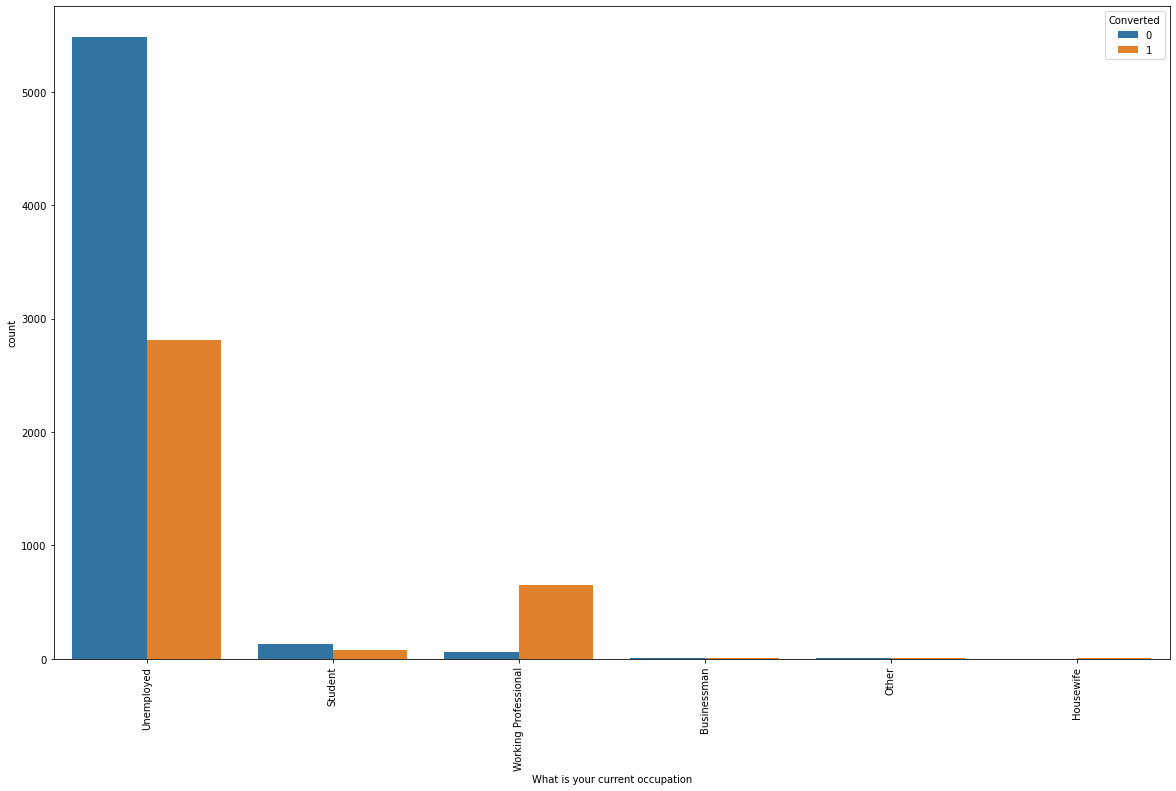 Converted
0
1
5000
4000
3000
2000
1000
0
count
Unemployed
Student
Working Professional
Businessman
Other
Housewife
What is your current occupation